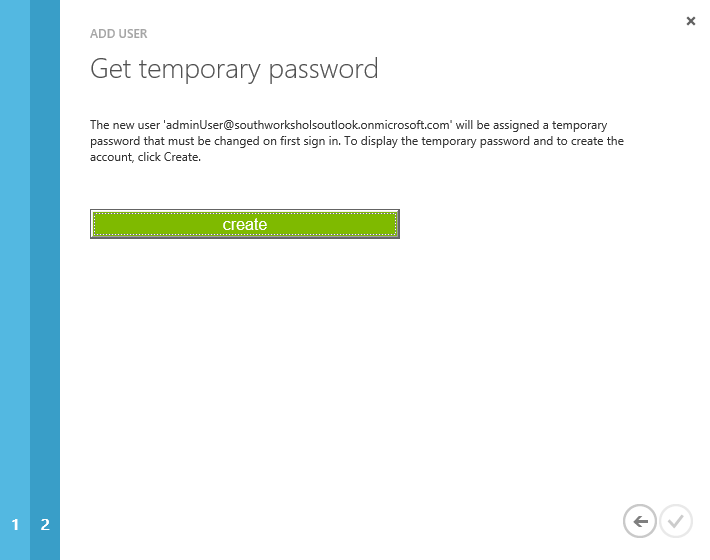 ADD USER
Get temporary password
The new user 'adminUser@southworksholsoutlook.onmicrosoft.com' will be assigned a temporary
password that must be changed on first sign in. To display the temporary password and to create the
account, click Create.
create
1 2